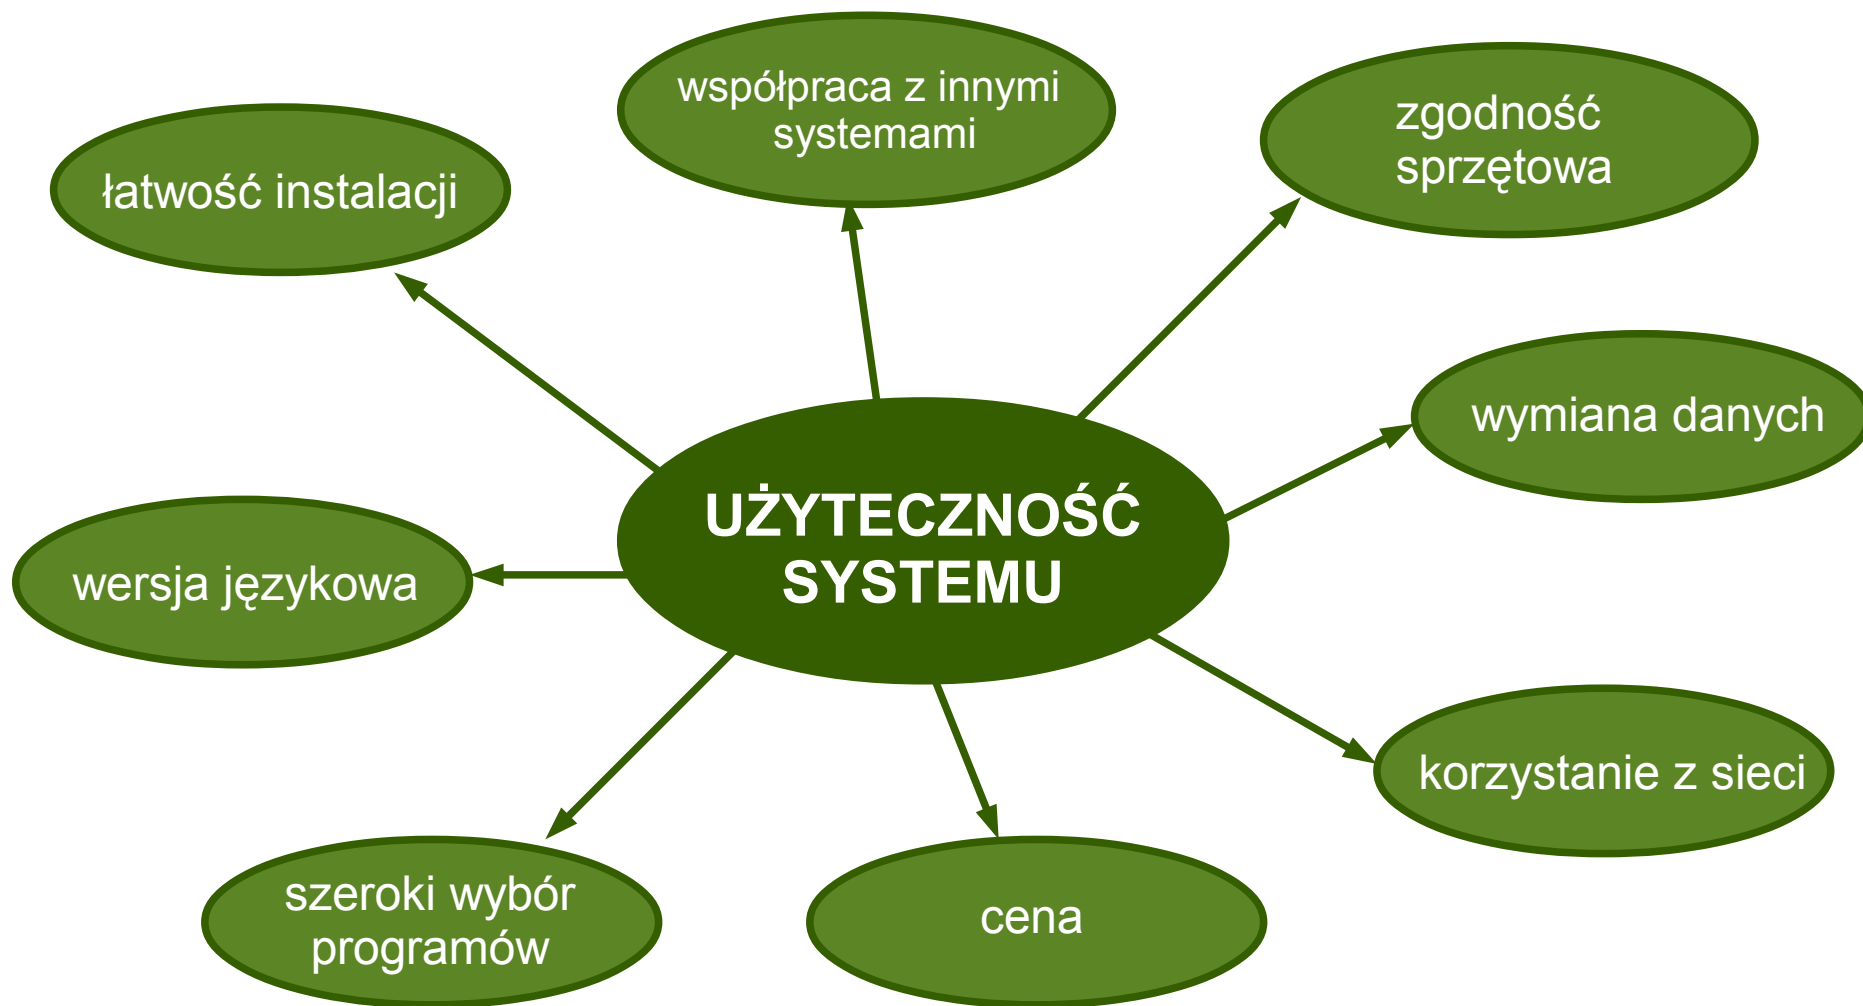 współpraca z innymi
systemami
zgodność
sprzętowa
łatwość instalacji
wymiana danych
UŻYTECZNOŚĆ
SYSTEMU
wersja językowa
korzystanie z sieci
szeroki wybór
programów
cena